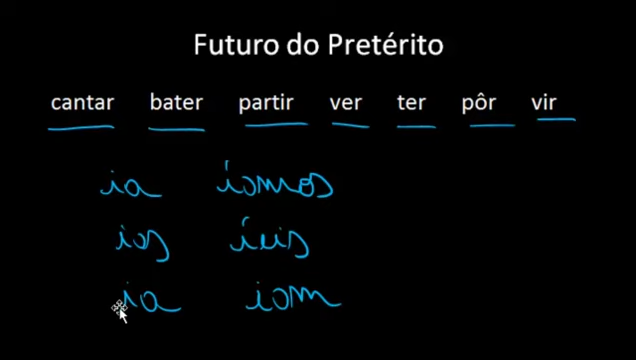 Futuro do Pretérito
cantar bater partir ver ter pôr vir
ia íamos
ias íeis
ia iam